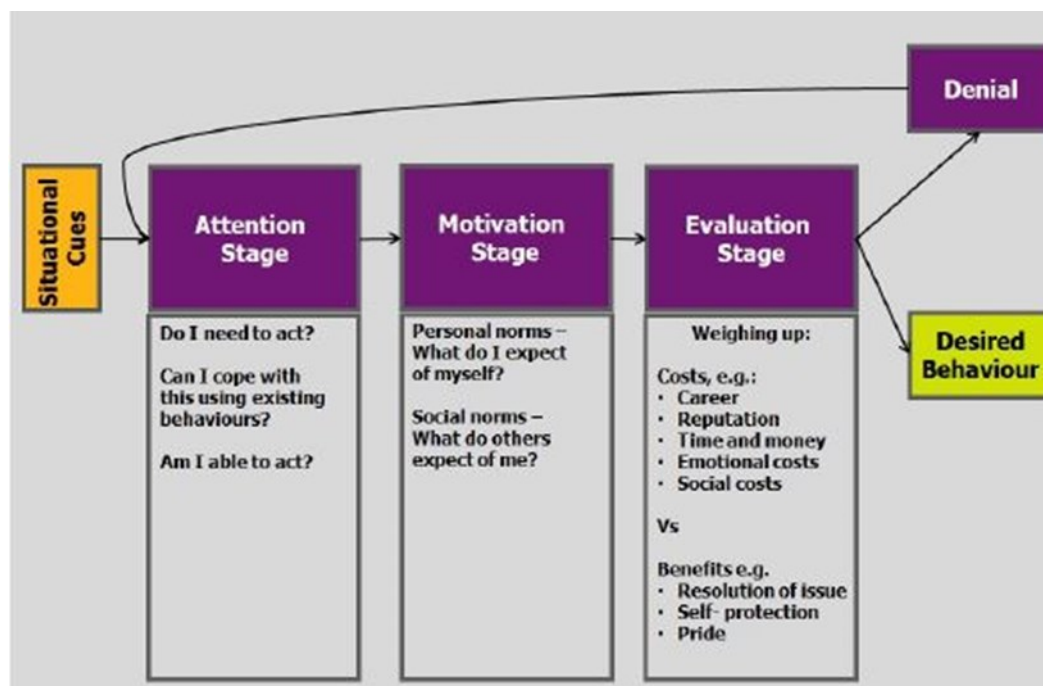 Denial
Situational
Cues
Attention
Stage
Motivation
Stage
Evaluation
Stage
Do I need to act?
Can I cope with
this using existing
behaviours?
Am I able to act?
Personal norms –
What do I expect
of myself?
Social norms –
What do others
expect of me?
Weighing up:
Costs, e.g.:
• Career
• Reputation
• Time and money
• Emotional costs
• Social costs
Vs
Benefits e.g.
• Resolution of issue
• Self- protection
• Pride
Desired
Behaviour